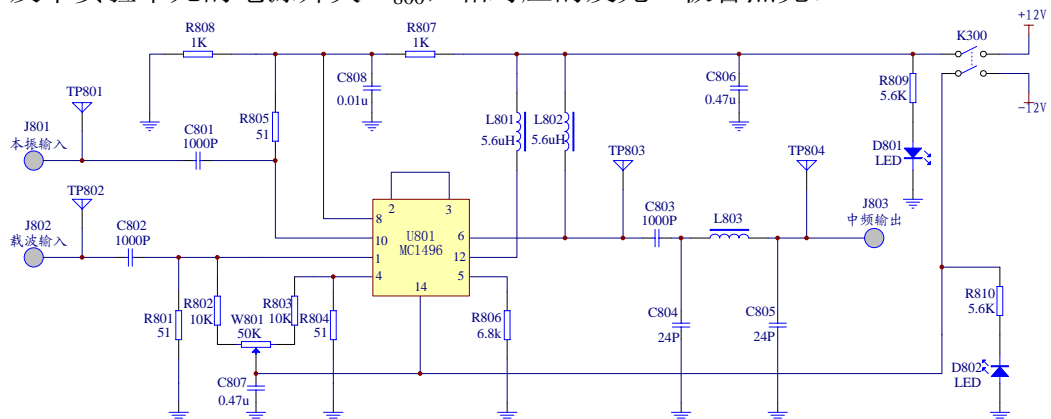 R808
1K
R807
1K
+12V
K300
-12V
C808
0.01u
C806
0.47u
R809
5.6K
TP801
J801
本振输入
C801
1000P
R805
51
L801
5.6uH
L802
5.6uH
TP803
TP804
D801
LED
TP802
J802
载波输入
C802
1000P
2
3
8
10
1
4
U801
MC1496
6
12
5
14
C803
1000P
L803
J803
中频输出
R801
51
R802
10K
W801
50K
R803
10K
R804
51
R806
6.8k
C804
24P
C805
24P
R810
5.6K
C807
0.47u
D802
LED